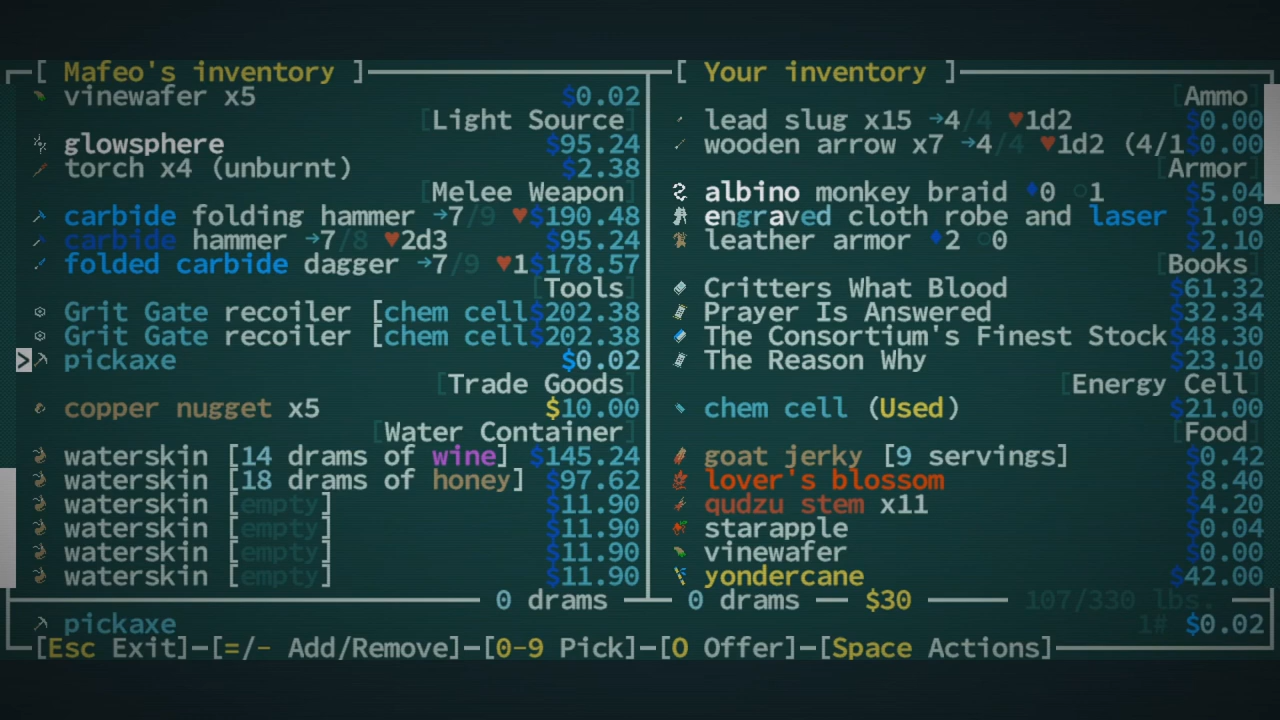 [ Mafeo's inventory ]
vinewafer x5 $0.02
[Light Source]
glowsphere $95.24
torch x4 (unburnt) $2.38
[Melee Weapon]
carbide folding hammer →7/9 ♥$190.48
carbide hammer →7/8 ♥2d3 $95.24
folded carbide dagger →7/9 ♥1$178.57
[Tools]
Grit Gate recoiler [chem cell$202.38
Grit Gate recoiler [chem cell$202.38
> pickaxe $0.02
[Trade Goods]
copper nugget x5 $10.00
[Water Container]
waterskin [14 drams of wine] $145.24
waterskin [18 drams of honey] $97.62
waterskin [empty] $11.90
waterskin [empty] $11.90
waterskin [empty] $11.90
waterskin [empty] $11.90
0 drams
[ Your inventory ]
[Ammo]
lead slug x15 →4/4 ♥1d2 $0.00
wooden arrow x7 →4/4 ♥1d2 (4/1$0.00
[Armor]
albino monkey braid ♦0 ○1 $5.04
engraved cloth robe and laser $1.09
leather armor ♦2 ○0 $2.10
[Books]
Critters What Blood $61.32
Prayer Is Answered $32.34
The Consortium's Finest Stock$48.30
The Reason Why $23.10
[Energy Cell]
chem cell (Used) $21.00
[Food]
goat jerky [9 servings] $0.42
lover's blossom $8.40
qudzu stem x11 $4.20
starapple $0.04
vinewafer $0.00
yondercane $42.00
0 drams — $30 107/330 lbs.
pickaxe 1# $0.02
[Esc Exit]–[=/- Add/Remove]–[0-9 Pick]–[O Offer]–[Space Actions]